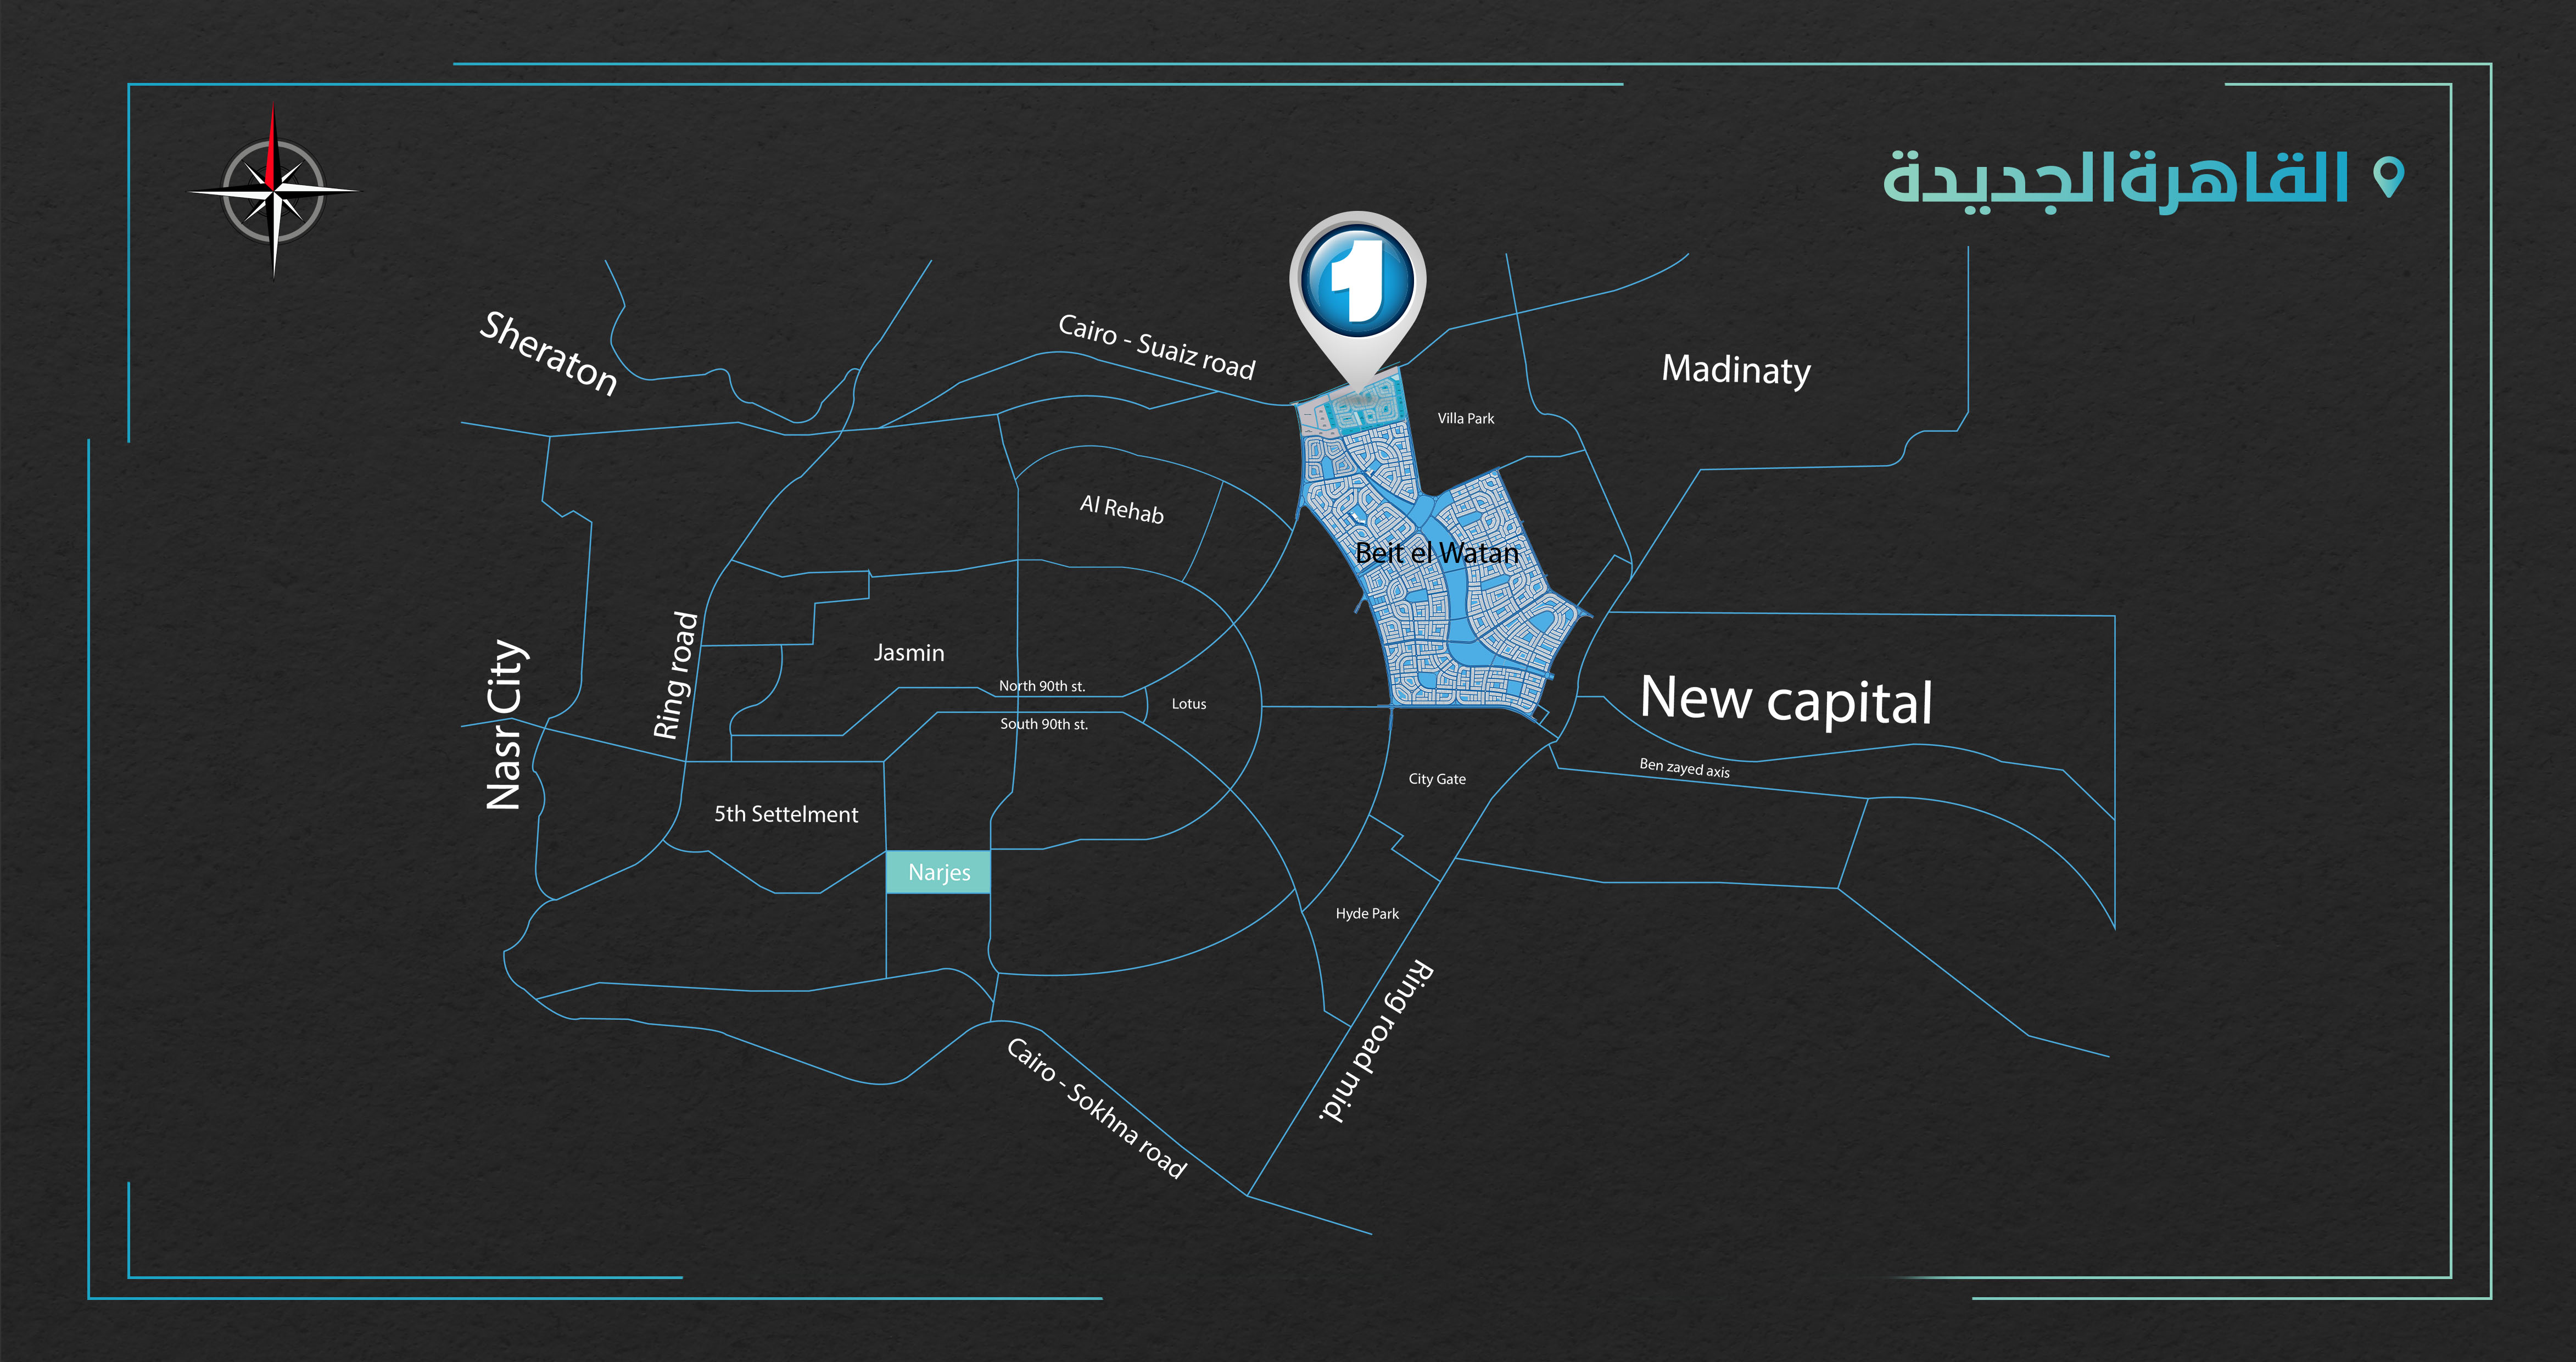 القاهرة الجديدة
1
Sheraton
Cairo - Suaiz road
Madinaty
Villa Park
Al Rehab
Beit el Watan
Nasr City
Ring road
Jasmin
North 90th st.
Lotus
South 90th st.
New capital
Ben zayed axis
City Gate
5th Settelment
Narjes
Hyde Park
Ring road mid.
Cairo - Sokhna road